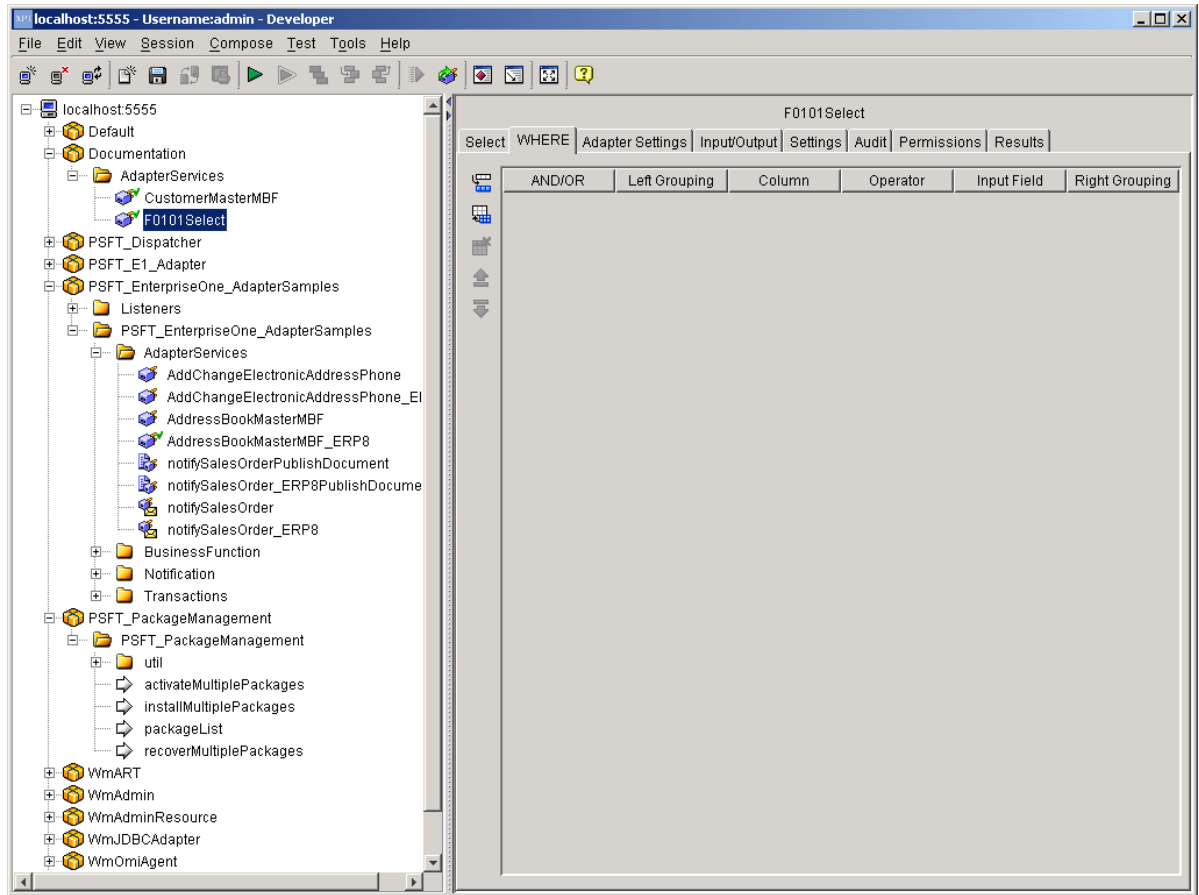 XPI localhost:5555 - Username:admin - Developer
File Edit View Session Compose Test Tools Help
localhost:5555
Default
Documentation
AdapterServices
CustomerMasterMBF
F0101Select
PSFT_Dispatcher
PSFT_E1_Adapter
PSFT_EnterpriseOne_AdapterSamples
Listeners
PSFT_EnterpriseOne_AdapterSamples
AdapterServices
AddChangeElectronicAddressPhone
AddChangeElectronicAddressPhone_El
AddressBookMasterMBF
AddressBookMasterMBF_ERP8
notifySalesOrderPublishDocument
notifySalesOrder_ERP8PublishDocume
notifySalesOrder
notifySalesOrder_ERP8
BusinessFunction
Notification
Transactions
PSFT_PackageManagement
PSFT_PackageManagement
util
activateMultiplePackages
installMultiplePackages
packageList
recoverMultiplePackages
WmART
WmAdmin
WmAdminResource
WmJDBCAdapter
WmOmiAgent
F0101Select
Select WHERE Adapter Settings Input/Output Settings Audit Permissions Results
AND/OR Left Grouping Column Operator Input Field Right Grouping